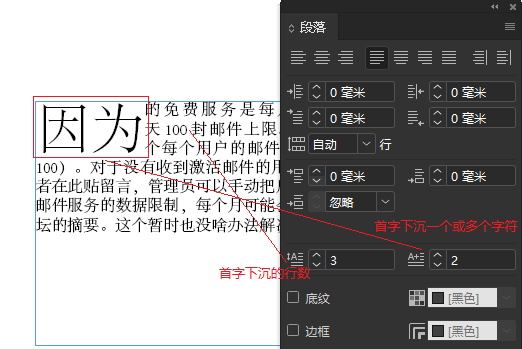 段落
因为
的免费服务是每
天100封邮件上限
个每个用户的邮件
100）。对于没有收到激活邮件的用
者在此贴留言，管理员可以手动把
邮件服务的数据限制，每个月可能
坛的摘要。这个暂时也没啥办法解
0 毫米
0 毫米
0 毫米
0 毫米
自动
行
0 毫米
0 毫米
忽略
首字下沉一个或多个字符
3
2
首字下沉的行数
底纹
[黑色]
边框
[黑色]